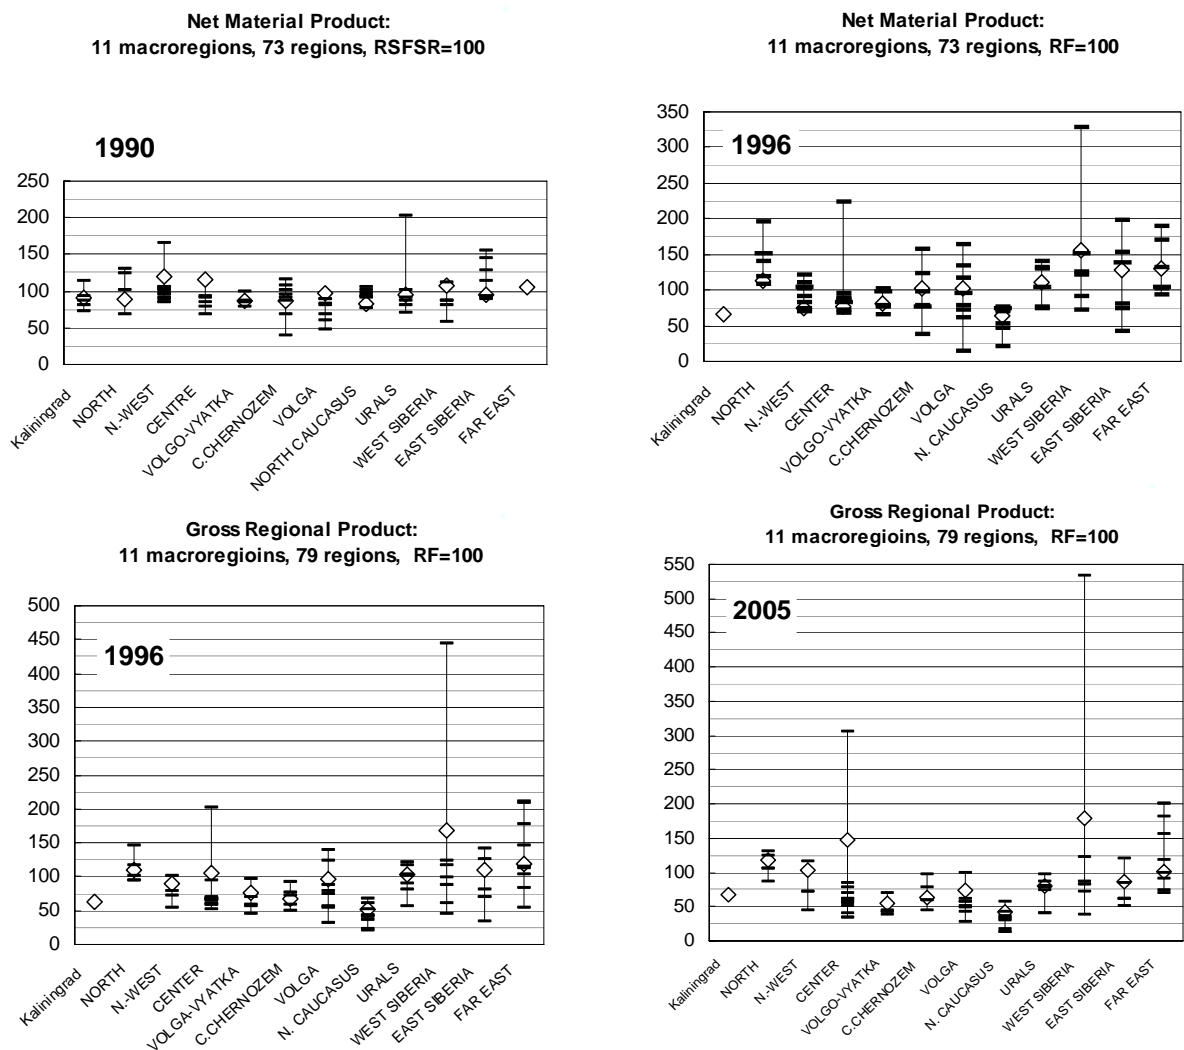 Net Material Product:
11 macroregions, 73 regions, RSFSR=100
1990
250
200
150
100
50
0
Kaliningrad
NORTH
N.-WEST
CENTRE
VOLGO-VYATKA
C.CHERNOZEM
VOLGA
NORTH CAUCASUS
URALS
WEST SIBERIA
EAST SIBERIA
FAR EAST
Net Material Product:
11 macroregions, 73 regions, RF=100
1996
350
300
250
200
150
100
50
0
Kaliningrad
NORTH
N.-WEST
CENTER
VOLGO-VYATKA
C.CHERNOZEM
VOLGA
N. CAUCASUS
URALS
WEST SIBERIA
EAST SIBERIA
FAR EAST
Gross Regional Product:
11 macroregioins, 79 regions, RF=100
1996
500
450
400
350
300
250
200
150
100
50
0
Kaliningrad
NORTH
N.-WEST
CENTER
VOLGA-VYATKA
C.CHERNOZEM
VOLGA
N. CAUCASUS
URALS
WEST SIBERIA
EAST SIBERIA
FAR EAST
Gross Regional Product:
11 macroregions, 79 regions, RF=100
2005
550
500
450
400
350
300
250
200
150
100
50
0
Kaliningrad
NORTH
N.-WEST
CENTER
VOLGO-VYATKA
C.CHERNOZEM
VOLGA
N. CAUCASUS
URALS
WEST SIBERIA
EAST SIBERIA
FAR EAST